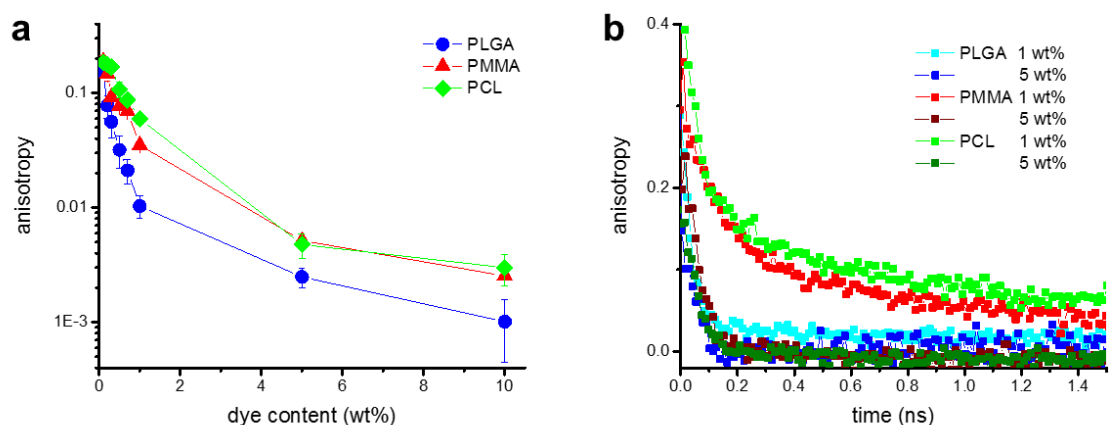 a
PLGA
PMMA
PCL
0.1
0.01
1E-3
anisotropy
0
2
4
6
8
10
dye content (wt%)
b
PLGA 1 wt%
5 wt%
PMMA 1 wt%
5 wt%
PCL 1 wt%
5 wt%
0.4
0.2
0.0
anisotropy
0.0
0.2
0.4
0.6
0.8
1.0
1.2
1.4
time (ns)